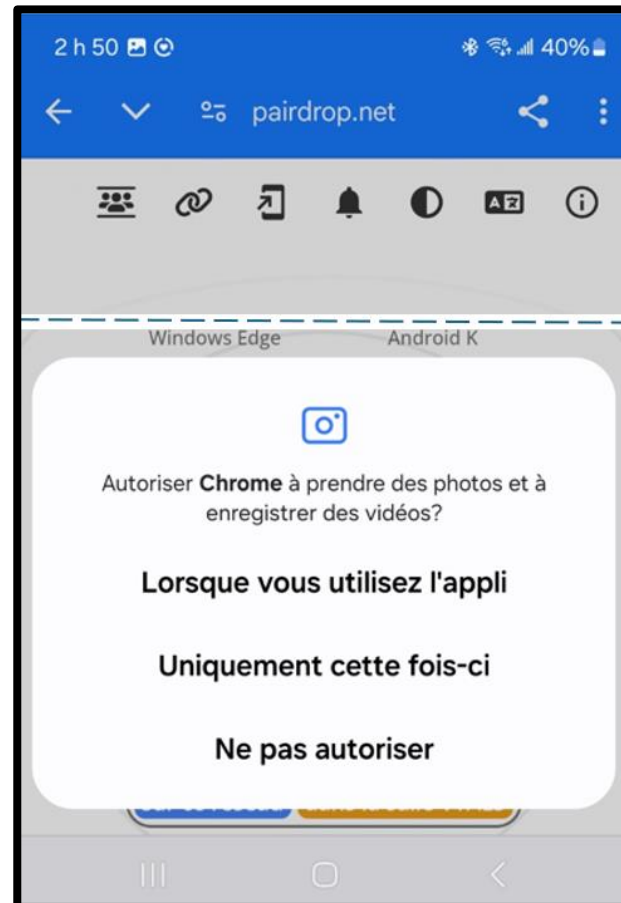 2 h 50 40%
pairdrop.net
Windows Edge Android K
Autoriser Chrome à prendre des photos et à
enregistrer des vidéos?
Lorsque vous utilisez l'appli
Uniquement cette fois-ci
Ne pas autoriser